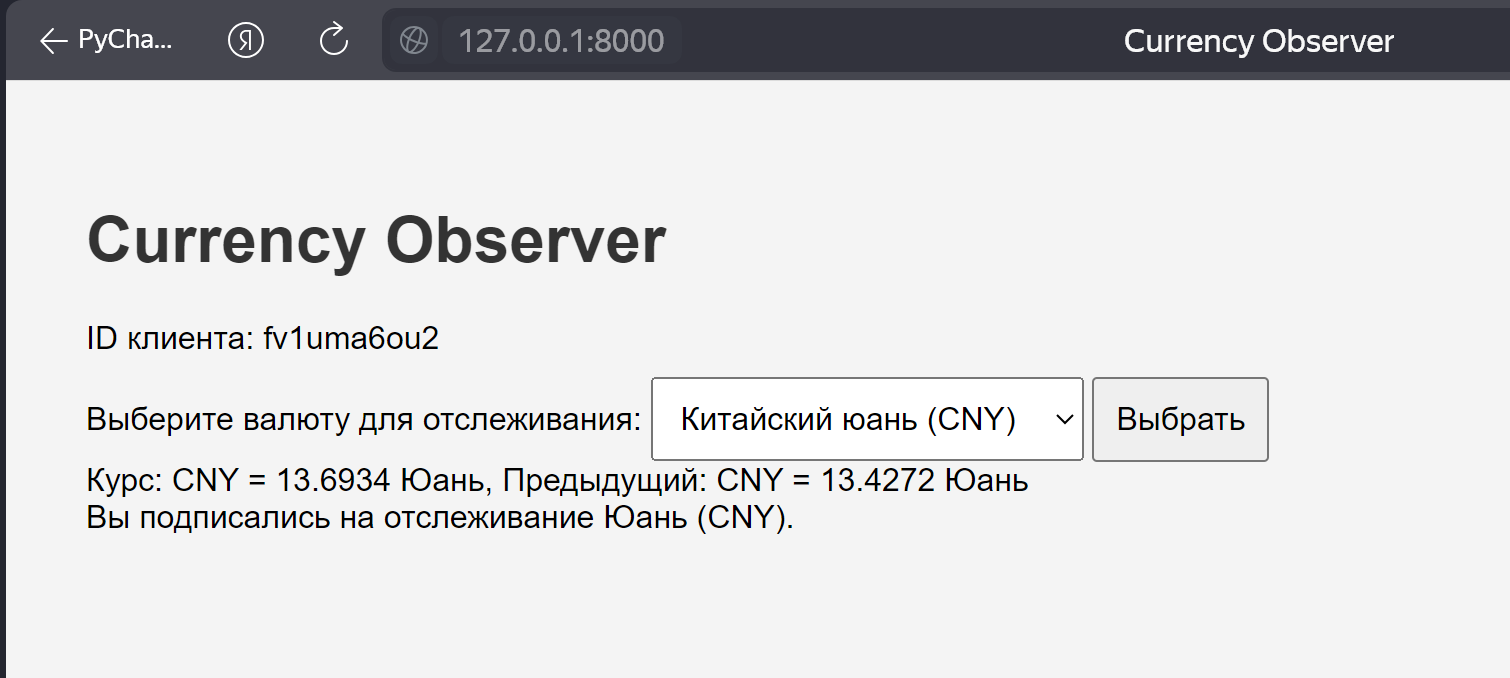 PyCha... Я 127.0.0.1:8000 Currency Observer
Currency Observer
ID клиента: fv1uma6ou2
Выберите валюту для отслеживания: Китайский юань (CNY) Выбрать
Курс: CNY = 13.6934 Юань, Предыдущий: CNY = 13.4272 Юань
Вы подписались на отслеживание Юань (CNY).